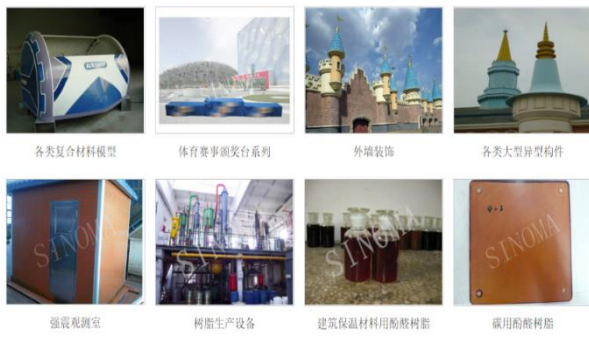 各类复合材料模型
体育赛事颁奖台系列
外墙装饰
各类大型异型构件
SINOMA
SINOMA
SINOMA
SINOMA
强震观测室
树脂生产设备
建筑保温材料用酚醛树脂
碳用酚醛树脂